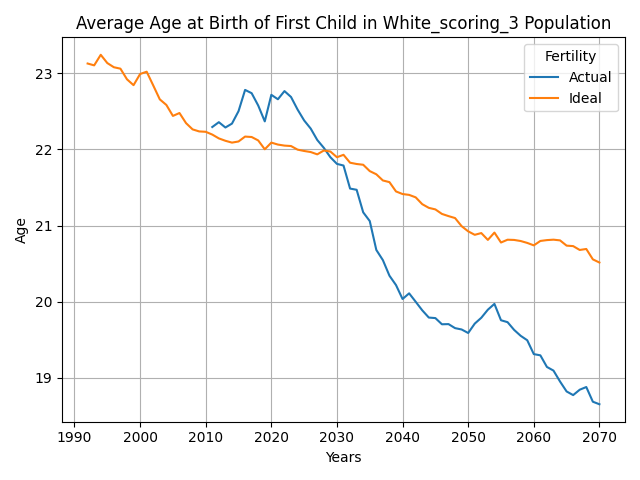 Average Age at Birth of First Child in White_scoring_3 Population
Fertility
Actual
Ideal
Age
23
22
21
20
19
1990 2000 2010 2020 2030 2040 2050 2060 2070
Years